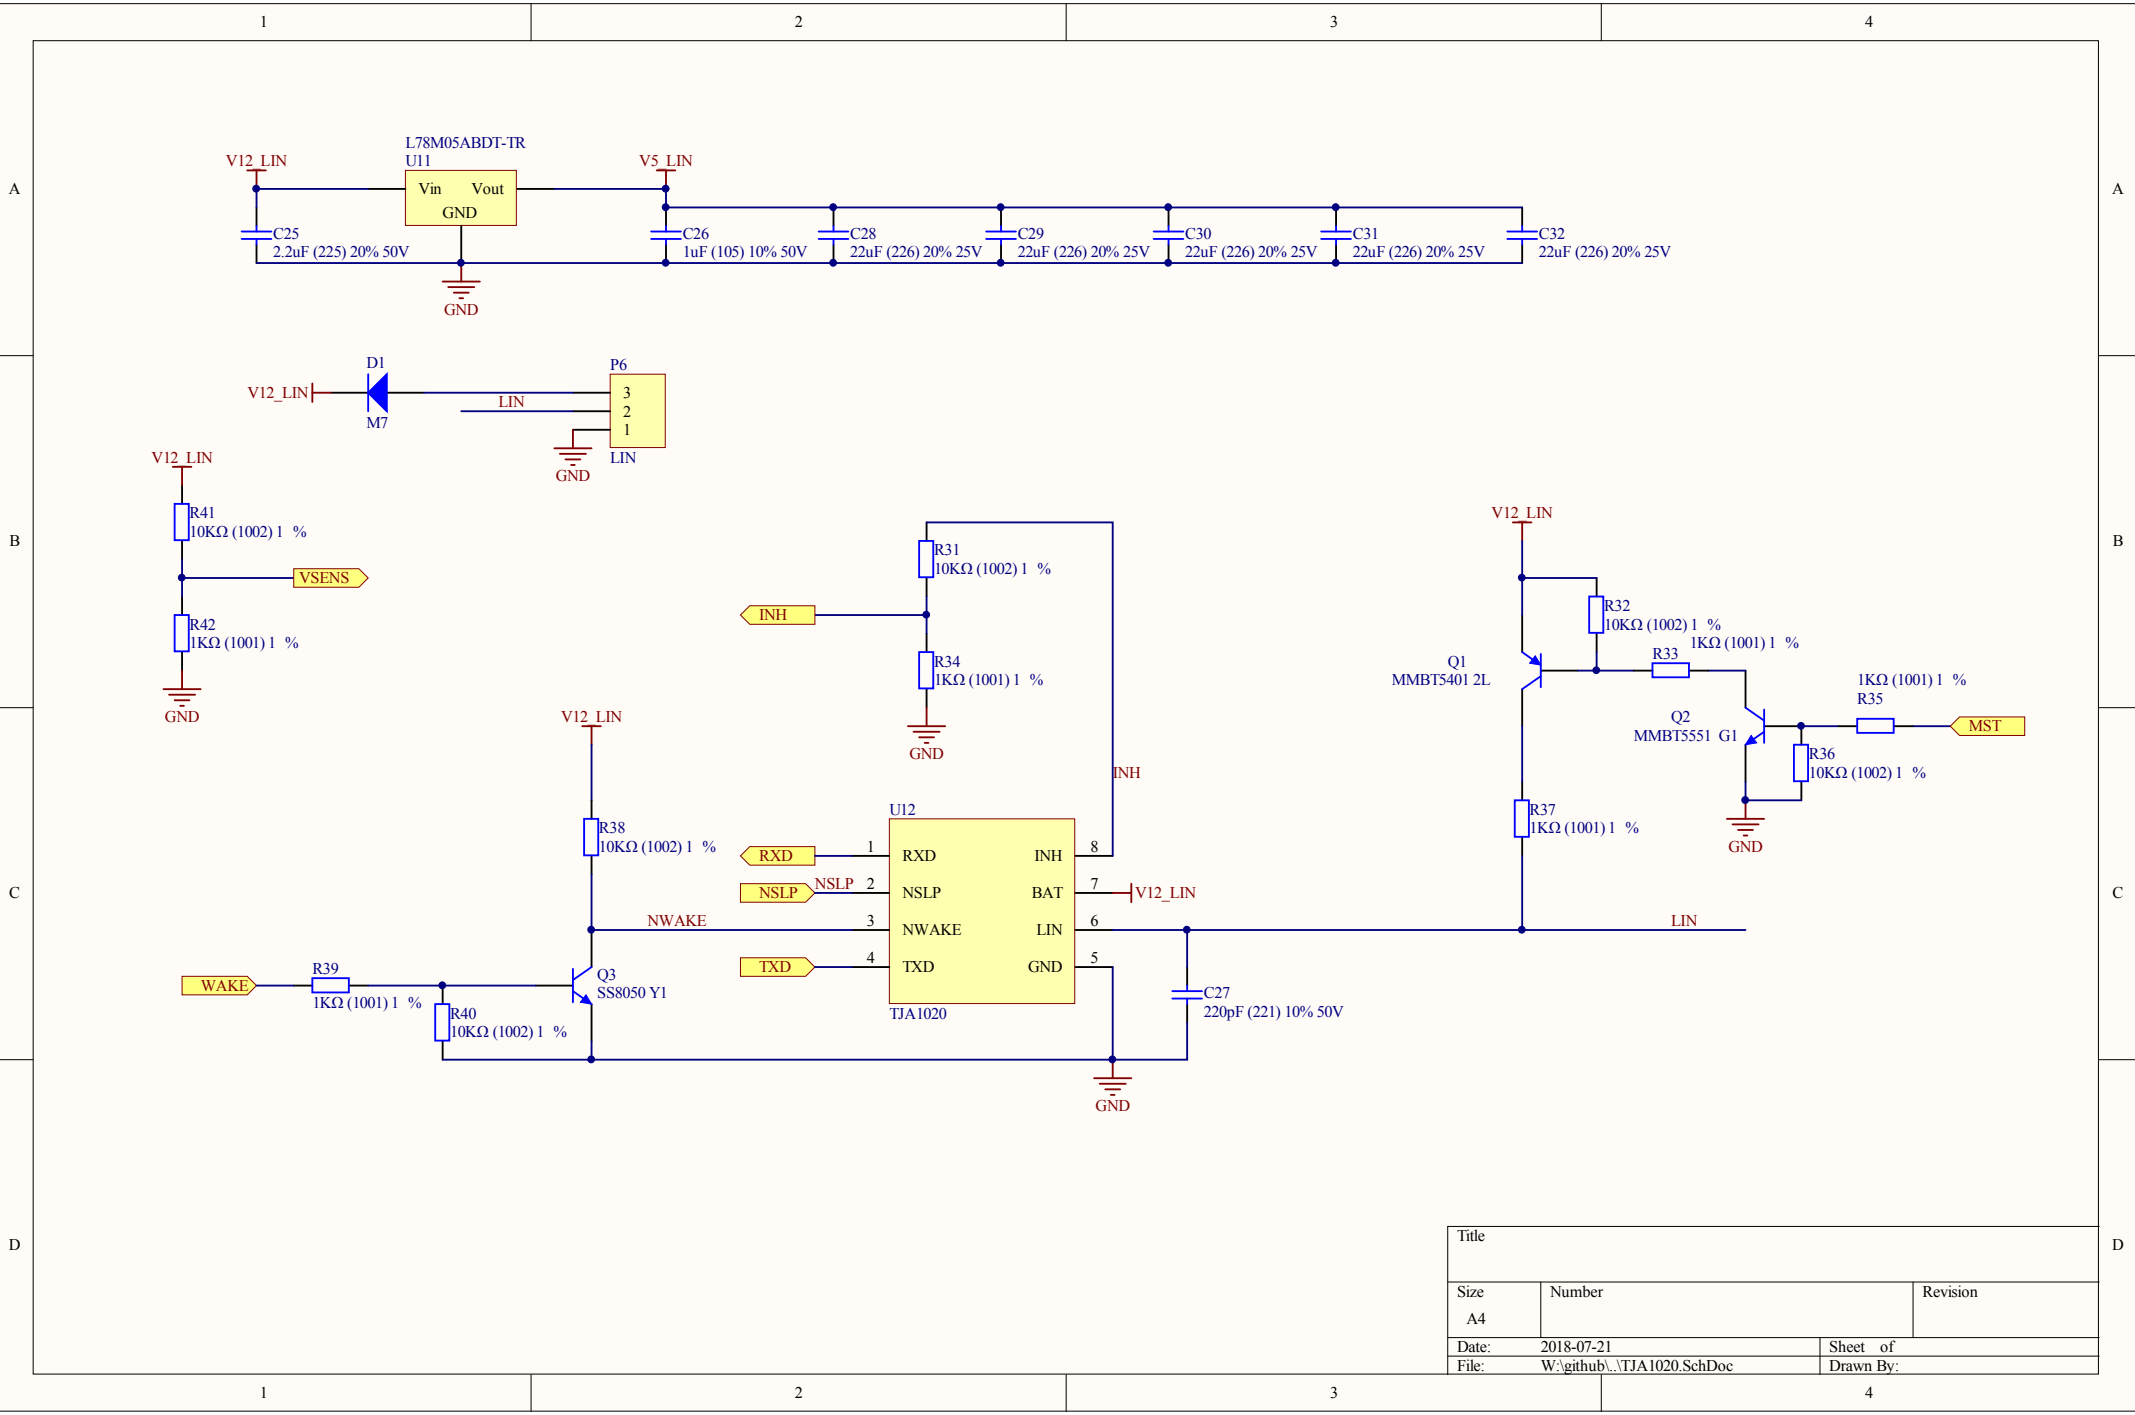 1 2 3 4
A A
L78M05ABDT-TR
V12_LIN U11 V5_LIN
Vin Vout
GND
C25 C26 C28 C29 C30 C31 C32
2.2uF (225) 20% 50V 1uF (105) 10% 50V 22uF (226) 20% 25V 22uF (226) 20% 25V 22uF (226) 20% 25V 22uF (226) 20% 25V 22uF (226) 20% 25V
GND
D1 P6
V12_LIN 3
LIN 2
M7 1
LIN
GND
V12_LIN
R41
10KΩ (1002) 1 %
VSENS
R42
1KΩ (1001) 1 %
GND
B B
R31
10KΩ (1002) 1 %
INH
R34
1KΩ (1001) 1 %
GND
INH
V12_LIN
R32
10KΩ (1002) 1 %
1KΩ (1001) 1 %
R33
Q1
MMBT5401 2L
1KΩ (1001) 1 %
R35
Q2
MMBT5551 G1
MST
R36
10KΩ (1002) 1 %
GND
R37
1KΩ (1001) 1 %
V12_LIN
R38
10KΩ (1002) 1 %
C C
U12
RXD 1 RXD INH 8
NSLP NSLP 2 NSLP BAT 7 V12_LIN
NWAKE 3 NWAKE LIN 6 LIN
TXD 4 TXD GND 5
TJA1020
WAKE
R39
1KΩ (1001) 1 %
R40
10KΩ (1002) 1 %
Q3
SS8050 Y1
C27
220pF (221) 10% 50V
GND
D D
Title
Size Number Revision
A4
Date: 2018-07-21 Sheet of
File: W:\github\..\TJA1020.SchDoc Drawn By:
1 2 3 4